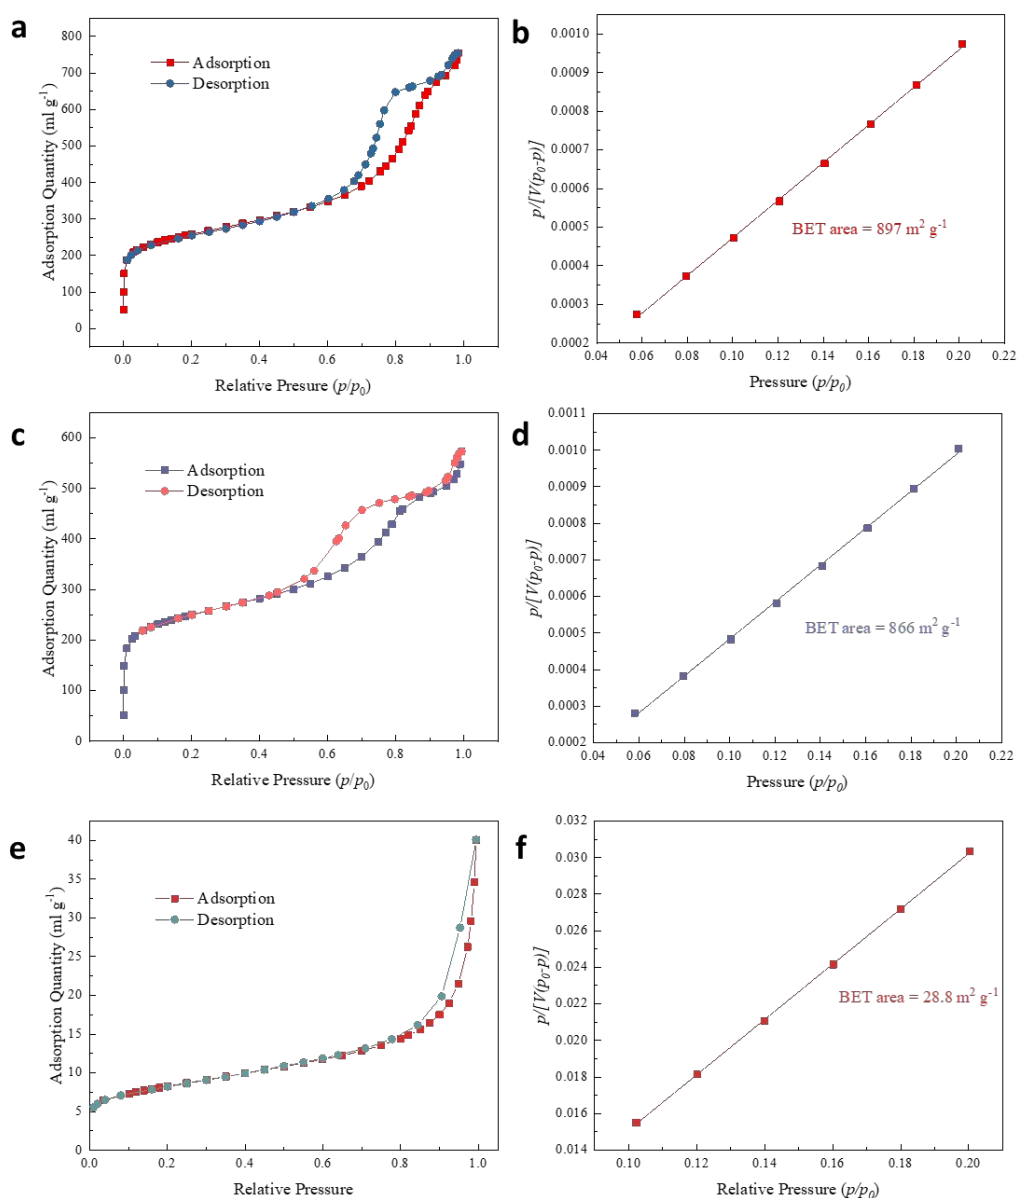 a
Adsorption Quantity (ml g-1)
800
700
600
500
400
300
200
100
0
Adsorption
Desorption
0.0 0.2 0.4 0.6 0.8 1.0
Relative Presure (p/p0)
b
p/[V(p0-p)]
0.0010
0.0009
0.0008
0.0007
0.0006
0.0005
0.0004
0.0003
0.0002
BET area = 897 m2 g-1
0.04 0.06 0.08 0.10 0.12 0.14 0.16 0.18 0.20 0.22
Pressure (p/p0)
c
Adsorption Quantity (ml g-1)
600
500
400
300
200
100
0
Adsorption
Desorption
0.0 0.2 0.4 0.6 0.8 1.0
Relative Pressure (p/p0)
d
p/[V(p0-p)]
0.0011
0.0010
0.0009
0.0008
0.0007
0.0006
0.0005
0.0004
0.0003
0.0002
BET area = 866 m2 g-1
0.04 0.06 0.08 0.10 0.12 0.14 0.16 0.18 0.20 0.22
Pressure (p/p0)
e
Adsorption Quantity (ml g-1)
40
35
30
25
20
15
10
5
0
Adsorption
Desorption
0.0 0.2 0.4 0.6 0.8 1.0
Relative Pressure
f
p/[V(p0-p)]
0.032
0.030
0.028
0.026
0.024
0.022
0.020
0.018
0.016
0.014
BET area = 28.8 m2 g-1
0.10 0.12 0.14 0.16 0.18 0.20
Relative Pressure (p/p0)